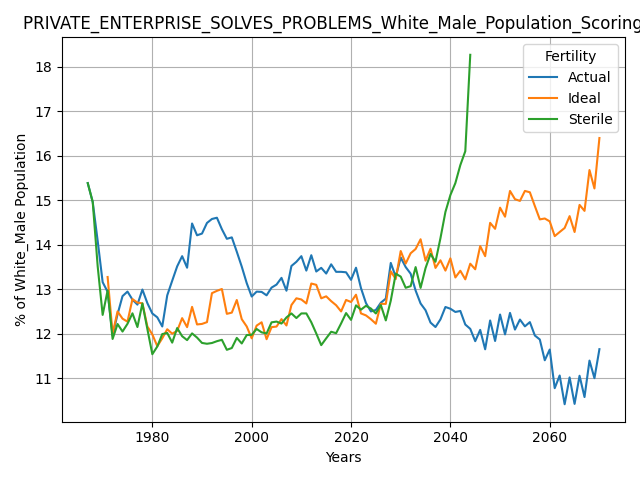 PRIVATE_ENTERPRISE_SOLVES_PROBLEMS_White_Male_Population_Scoring
% of White_Male Population
18
17
16
15
14
13
12
11
Fertility
Actual
Ideal
Sterile
1980
2000
2020
2040
2060
Years